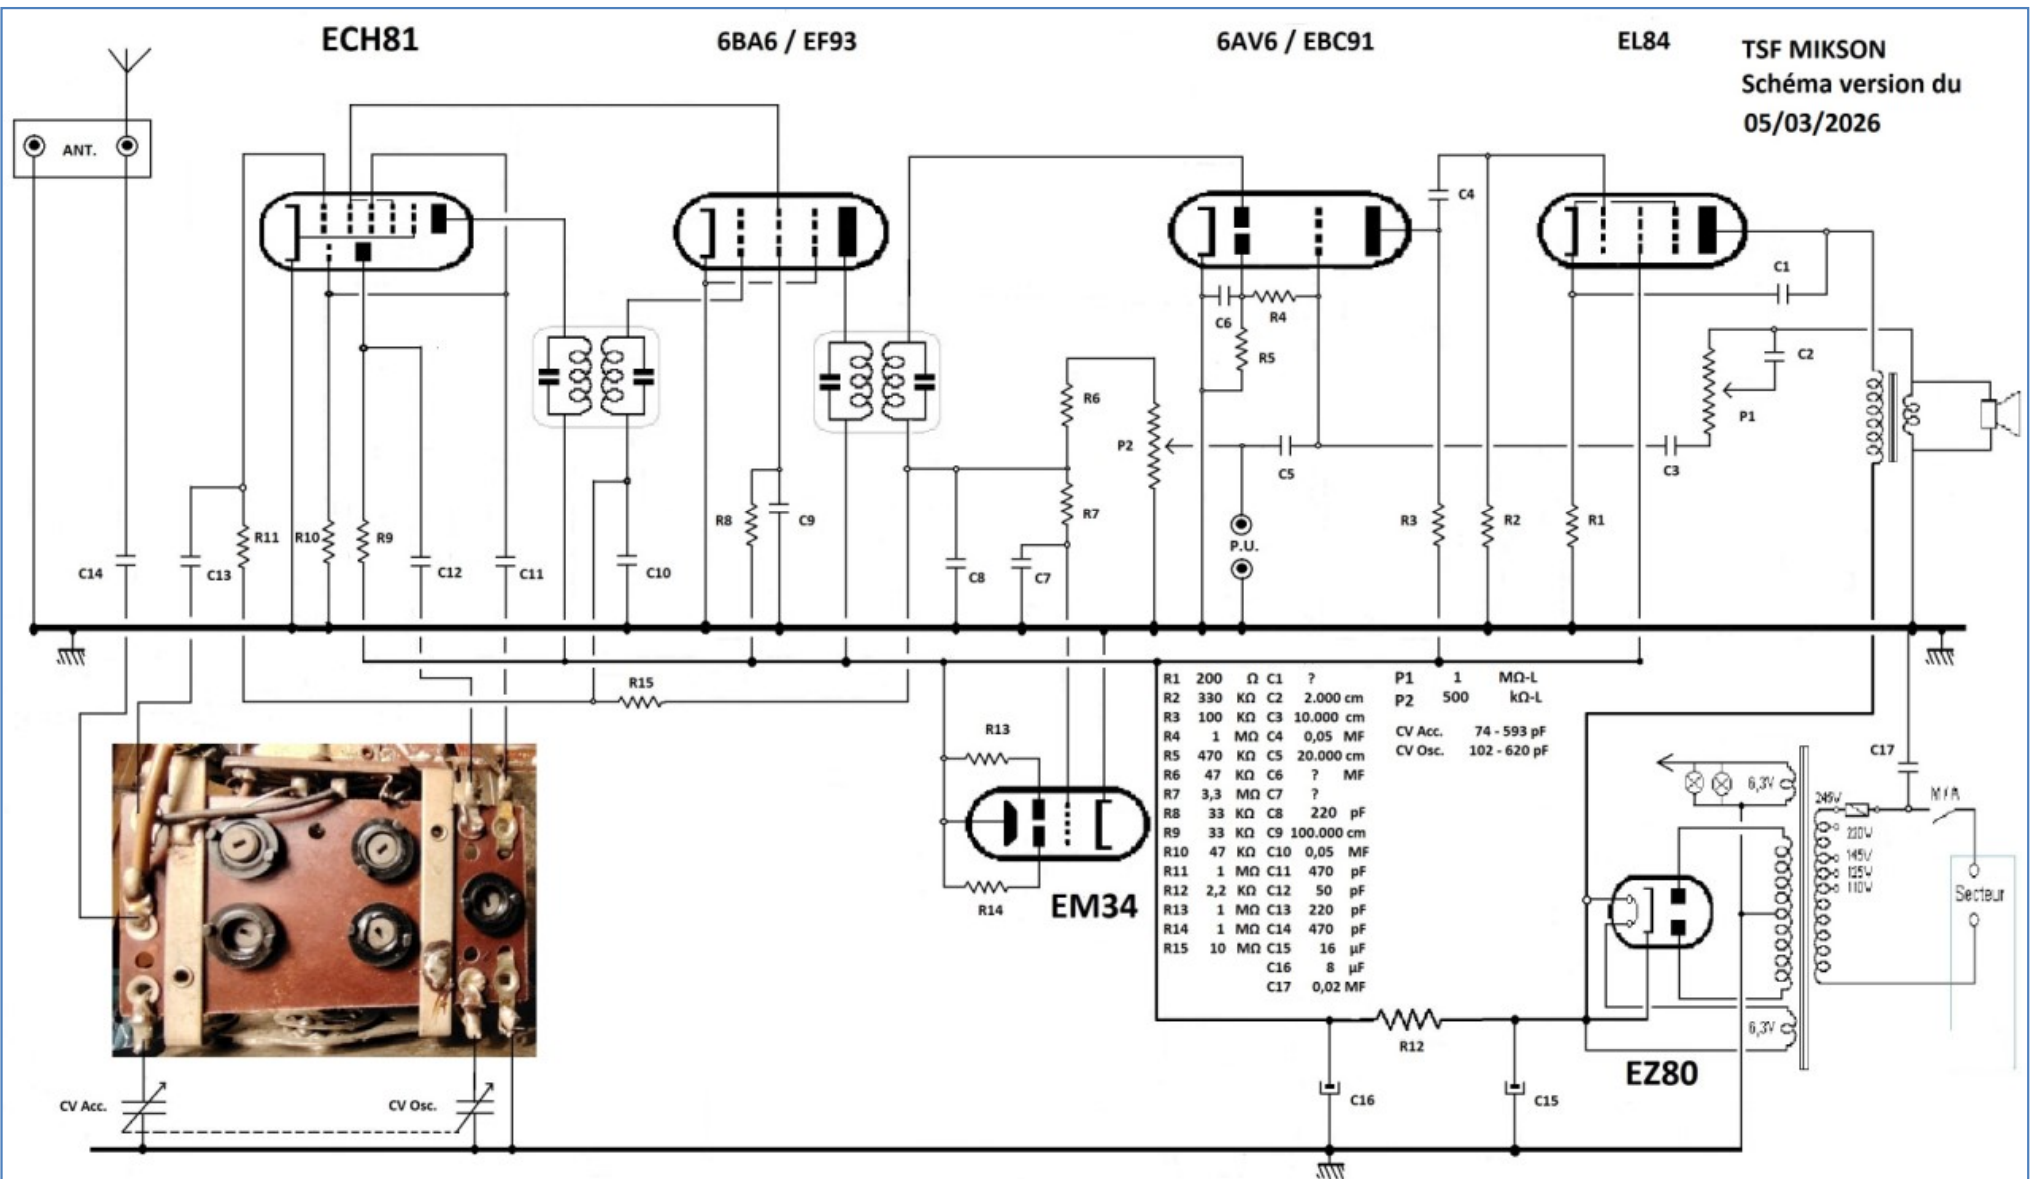 ECH81
6BA6 / EF93
6AV6 / EBC91
EL84
TSF MIKSON
Schéma version du
05/03/2026
ANT.
C4
C1
C6
R4
R5
C2
P1
R6
P2
C5
C3
R8
C9
R7
R3
R2
R1
P.U.
R11
R10
R9
C14
C13
C12
C11
C10
C8
C7
R15
R13
R14
EM34
R1 200 Ω C1 ?
R2 330 KΩ C2 2.000 cm
R3 100 KΩ C3 10.000 cm
R4 1 MΩ C4 0,05 MF
R5 470 KΩ C5 20.000 cm
R6 47 KΩ C6 ? MF
R7 3,3 MΩ C7 ?
R8 33 KΩ C8 220 pF
R9 33 KΩ C9 100.000 cm
R10 47 KΩ C10 0,05 MF
R11 1 MΩ C11 470 pF
R12 2,2 KΩ C12 50 pF
R13 1 MΩ C13 220 pF
R14 1 MΩ C14 470 pF
R15 10 MΩ C15 16 µF
C16 8 µF
C17 0,02 MF
P1 1 MΩ-L
P2 500 kΩ-L
CV Acc. 74 - 593 pF
CV Osc. 102 - 620 pF
C17
6,3V
M/A
245V
220V
145V
125V
110V
Secteur
6,3V
EZ80
R12
C16
C15
CV Acc.
CV Osc.